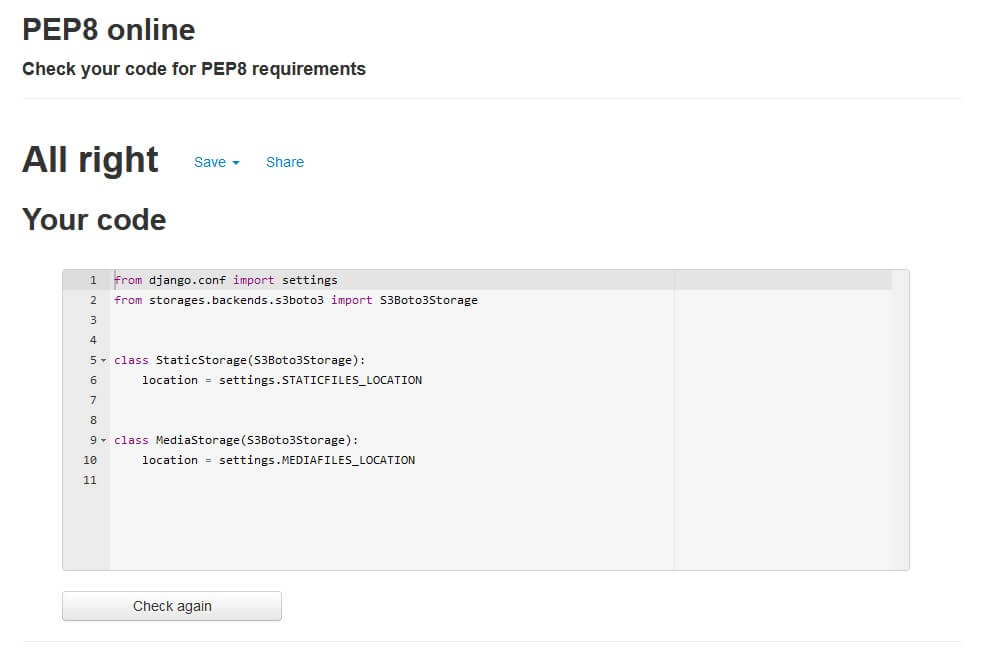 PEP8 online
Check your code for PEP8 requirements
All right Save Share
Your code
1 from django.conf import settings
2 from storages.backends.s3boto3 import S3Boto3Storage
3
4
5 class StaticStorage(S3Boto3Storage):
6     location = settings.STATICFILES_LOCATION
7
8
9 class MediaStorage(S3Boto3Storage):
10     location = settings.MEDIAFILES_LOCATION
11
Check again